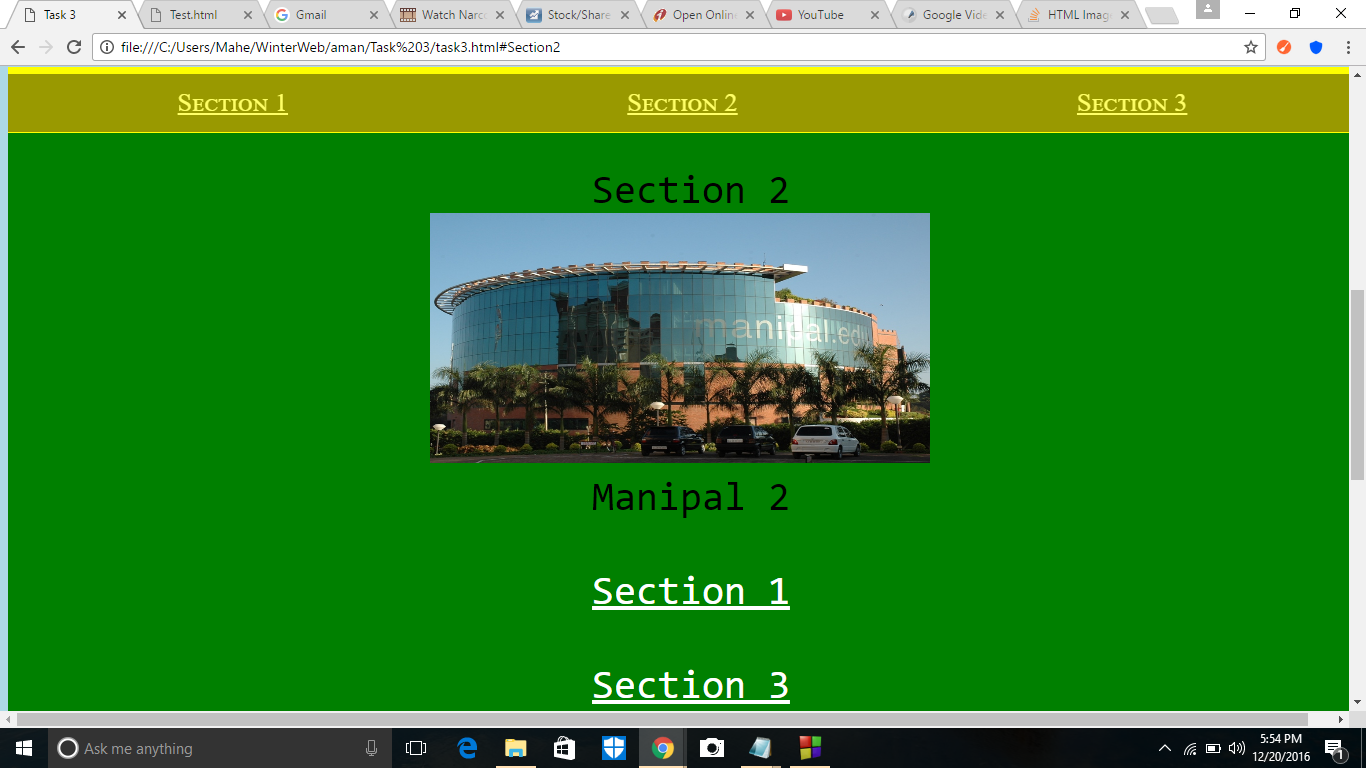 Task 3
Test.html
Gmail
Watch Narc
Stock/Share
Open Onlin
YouTube
Google Vid
HTML Imag
file:///C:/Users/Mahe/WinterWeb/aman/Task%203/task3.html#Section2
Section 1 Section 2 Section 3
Section 2
manipal.edu
Manipal 2
Section 1
Section 3
Ask me anything
5:54 PM
12/20/2016
1